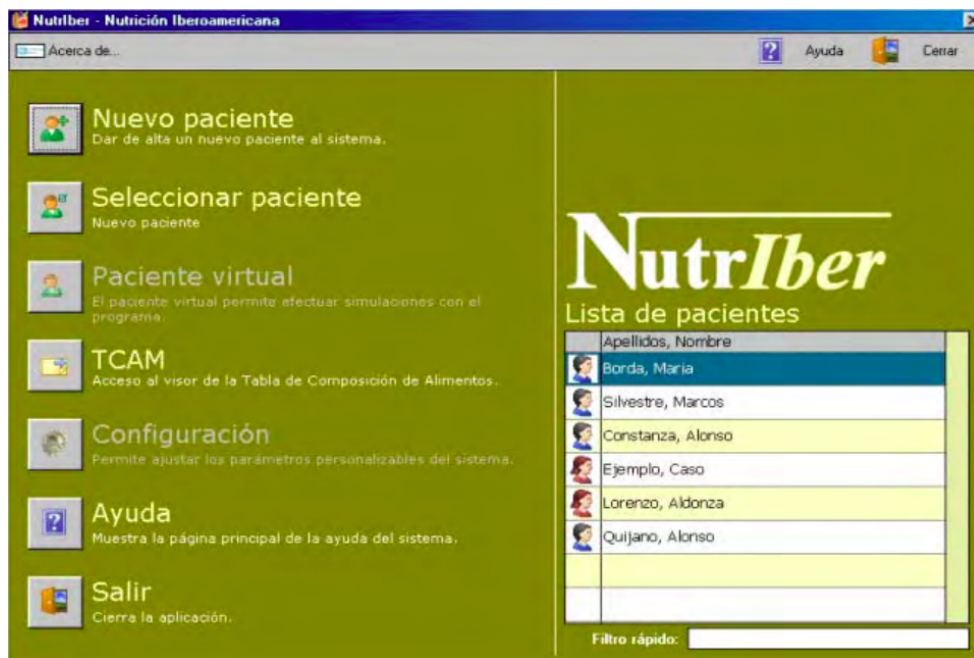 NutrIber - Nutrición Iberoamericana
Acerca de...
Ayuda
Cerrar
Nuevo paciente
Dar de alta un nuevo paciente al sistema.
Seleccionar paciente
Nuevo paciente
Paciente virtual
El paciente virtual permite efectuar simulaciones con el
programa.
TCAM
Acceso al visor de la Tabla de Composición de Alimentos.
Configuración
Permite ajustar los parámetros personalizables del sistema.
Ayuda
Muestra la página principal de la ayuda del sistema.
Salir
Cierra la aplicación.
NutrIber
Lista de pacientes
Apellidos, Nombre
Borda, Maria
Silvestre, Marcos
Constanza, Alonso
Ejemplo, Caso
Lorenzo, Aldonza
Quijano, Alonso
Filtro rápido: